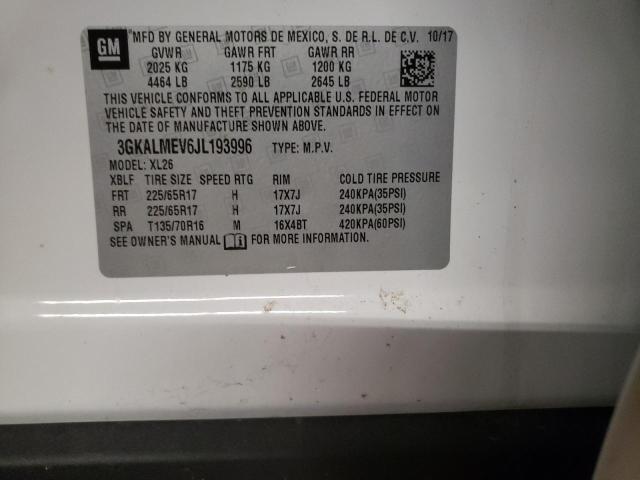 GM MFD BY GENERAL MOTORS DE MEXICO, S. DE R.L. DE C.V. 10/17
GVWR GAWR FRT GAWR RR
2025 KG 1175 KG 1200 KG
4464 LB 2590 LB 2645 LB
THIS VEHICLE CONFORMS TO ALL APPLICABLE U.S. FEDERAL MOTOR
VEHICLE SAFETY AND THEFT PREVENTION STANDARDS IN EFFECT ON
THE DATE OF MANUFACTURE SHOWN ABOVE.
3GKALMEV6JL193996 TYPE: M.P.V.
MODEL: XL26
XBLF TIRE SIZE SPEED RTG RIM COLD TIRE PRESSURE
FRT 225/65R17 H 17X7J 240KPA(35PSI)
RR 225/65R17 H 17X7J 240KPA(35PSI)
SPA T135/70R16 M 16X4BT 420KPA(60PSI)
SEE OWNER'S MANUAL FOR MORE INFORMATION.